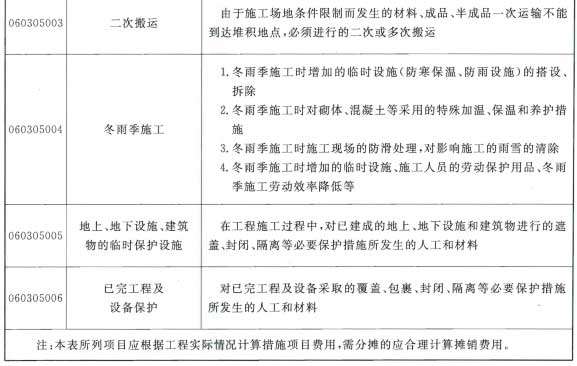 060305003
二次搬运
由于施工场地条件限制而发生的材料、成品、半成品一次运输不能
到达堆积地点,必须进行的二次或多次搬运
060305004
冬雨季施工
1.冬雨季施工时增加的临时设施(防寒保温、防雨设施)的搭设、
拆除
2.冬雨季施工时对砌体、混凝土等采用的特殊加温、保温和养护措
施
3.冬雨季施工时施工现场的防滑处理,对影响施工的雨雪的清除
4.冬雨季施工时增加的临时设施、施工人员的劳动保护用品、冬雨
季施工劳动效率降低等
060305005
地上、地下设施、建筑
物的临时保护设施
在工程施工过程中,对已建成的地上、地下设施和建筑物进行的遮
盖、封闭、隔离等必要保护措施所发生的人工和材料
060305006
已完工程及
设备保护
对已完工程及设备采取的覆盖、包裹、封闭、隔离等必要保护措施
所发生的人工和材料
注:本表所列项目应根据工程实际情况计算措施项目费用,需分摊的应合理计算摊销费用。